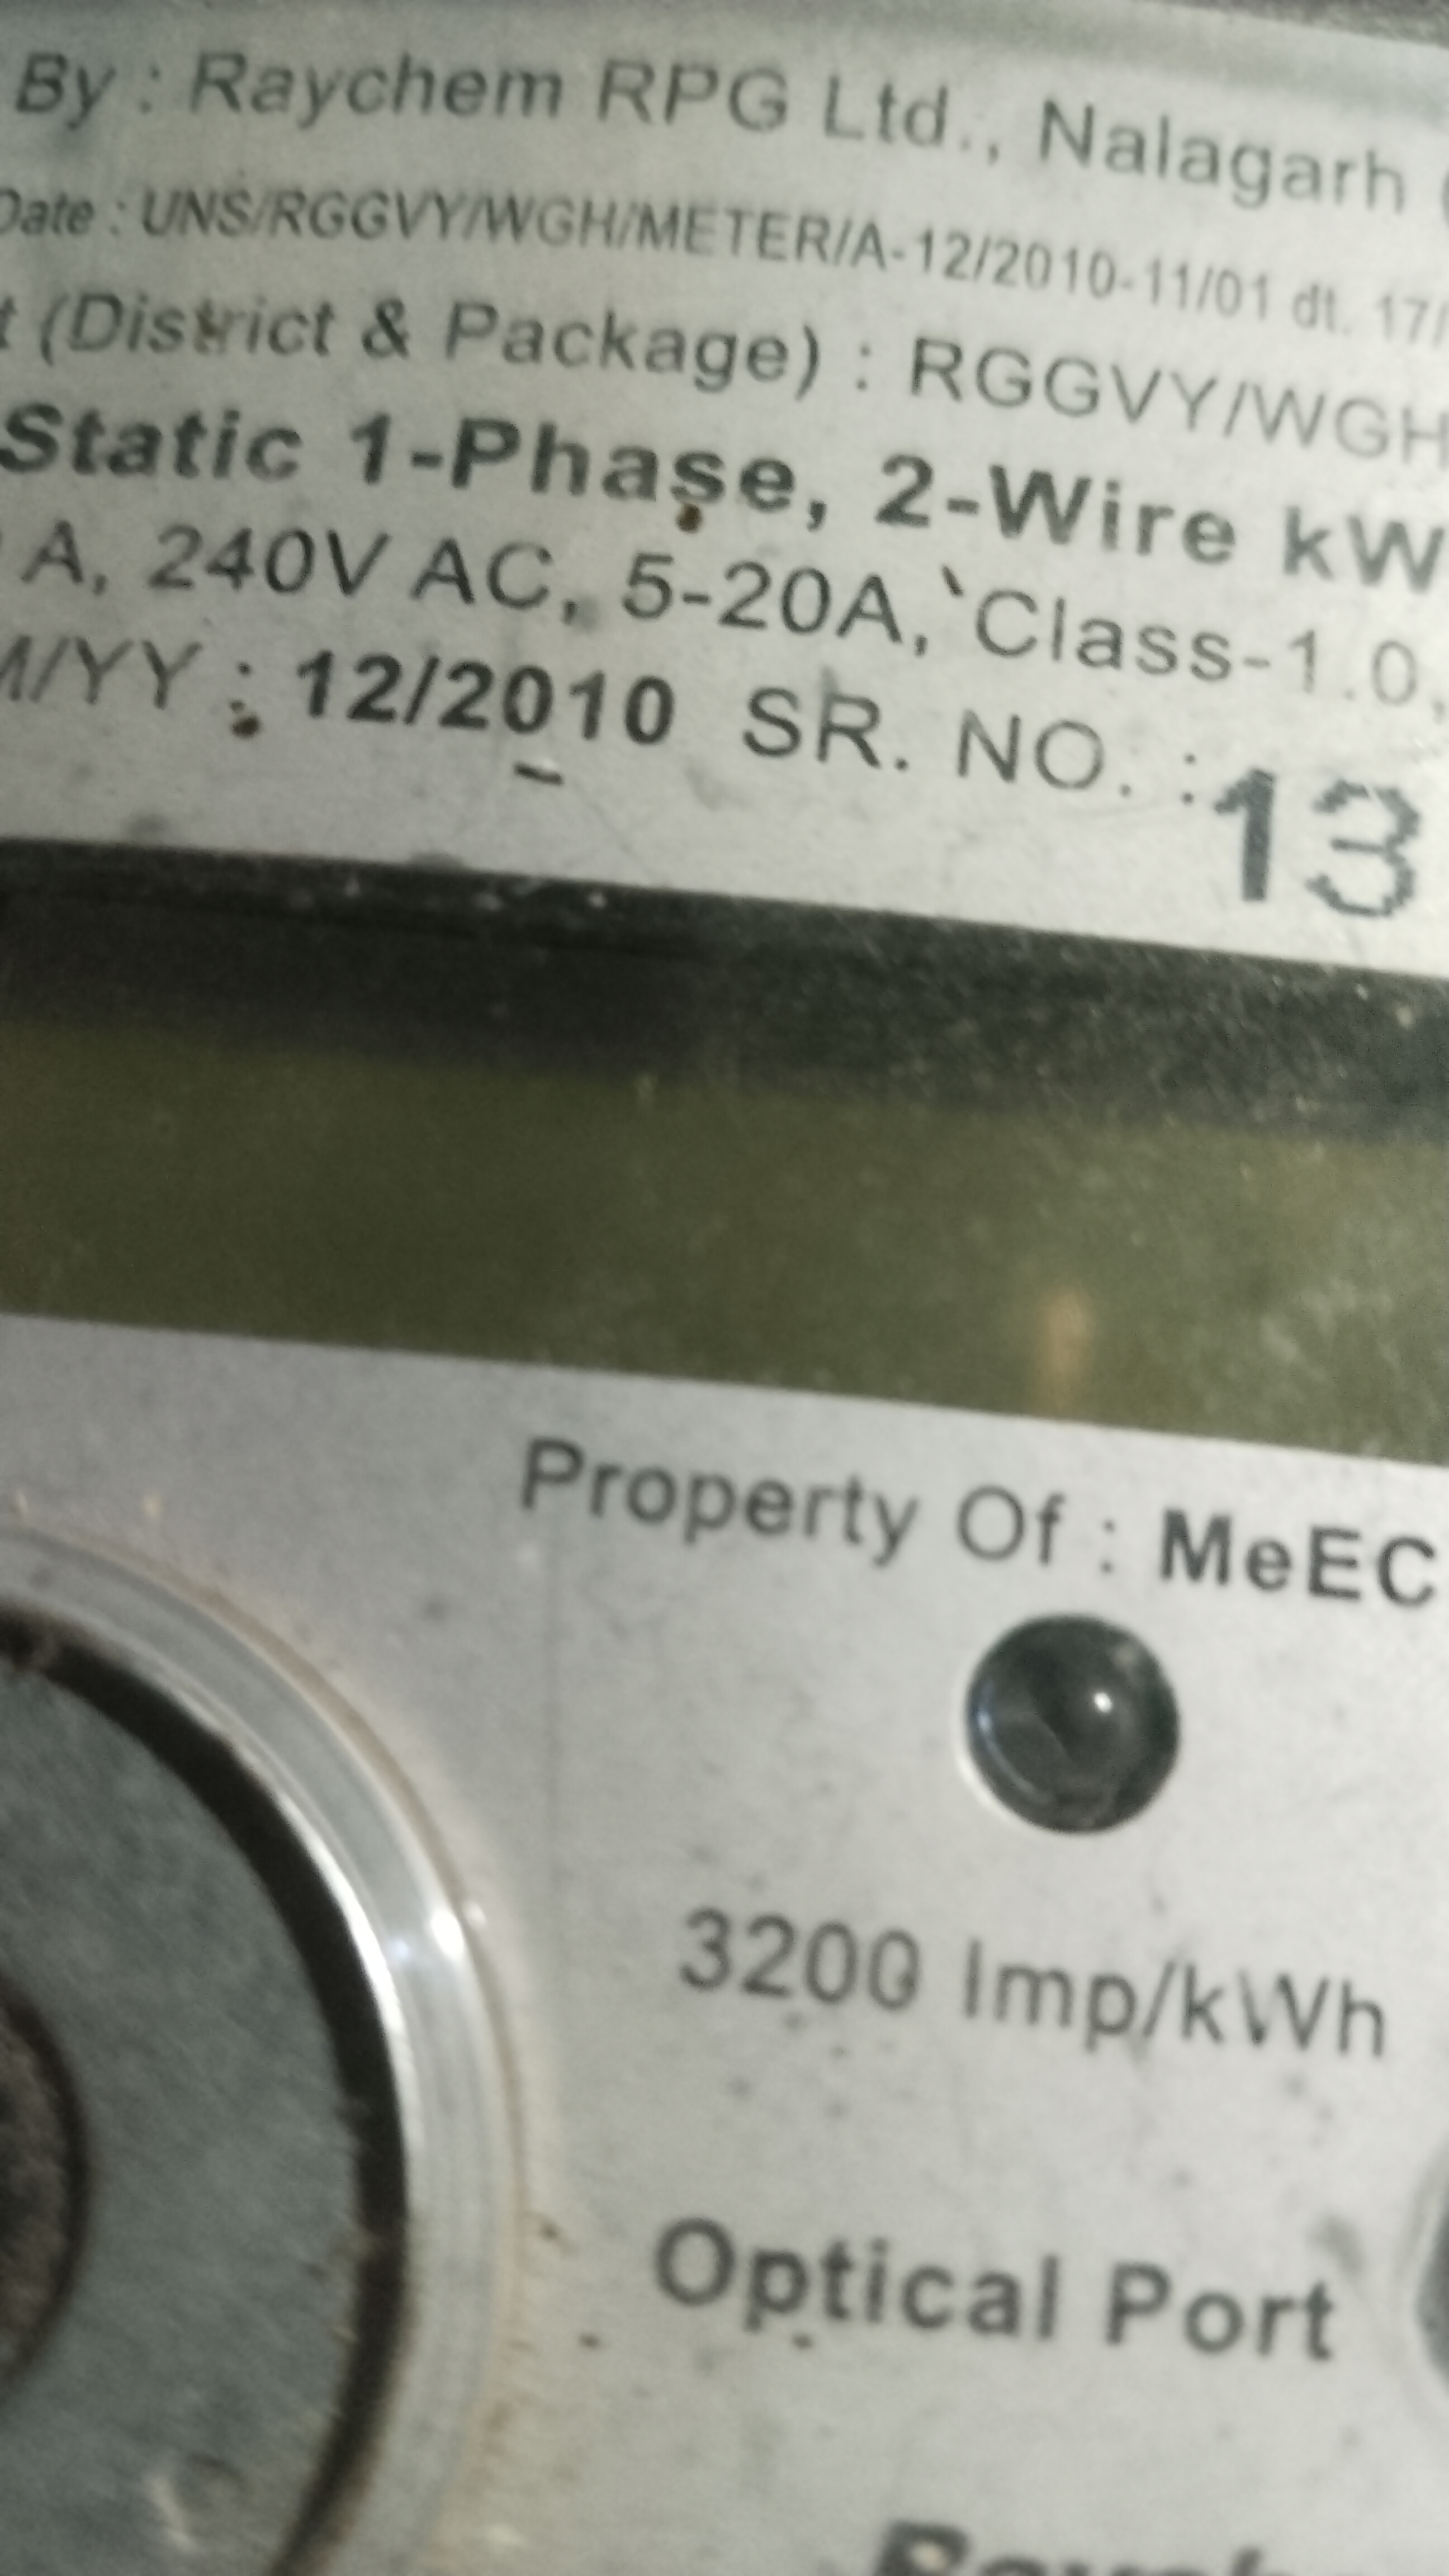 By : Raychem RPG Ltd., Nalagarh
Date : UNS/RGGVY/WGH/METER/A-12/2010-11/01 dt. 17/
t (District & Package) : RGGVY/WGH
Static 1-Phase, 2-Wire kW
A, 240V AC, 5-20A, Class-1.0,
M/YY : 12/2010 SR. NO. : 13
Property Of : MeEC
3200 Imp/kWh
Optical Port